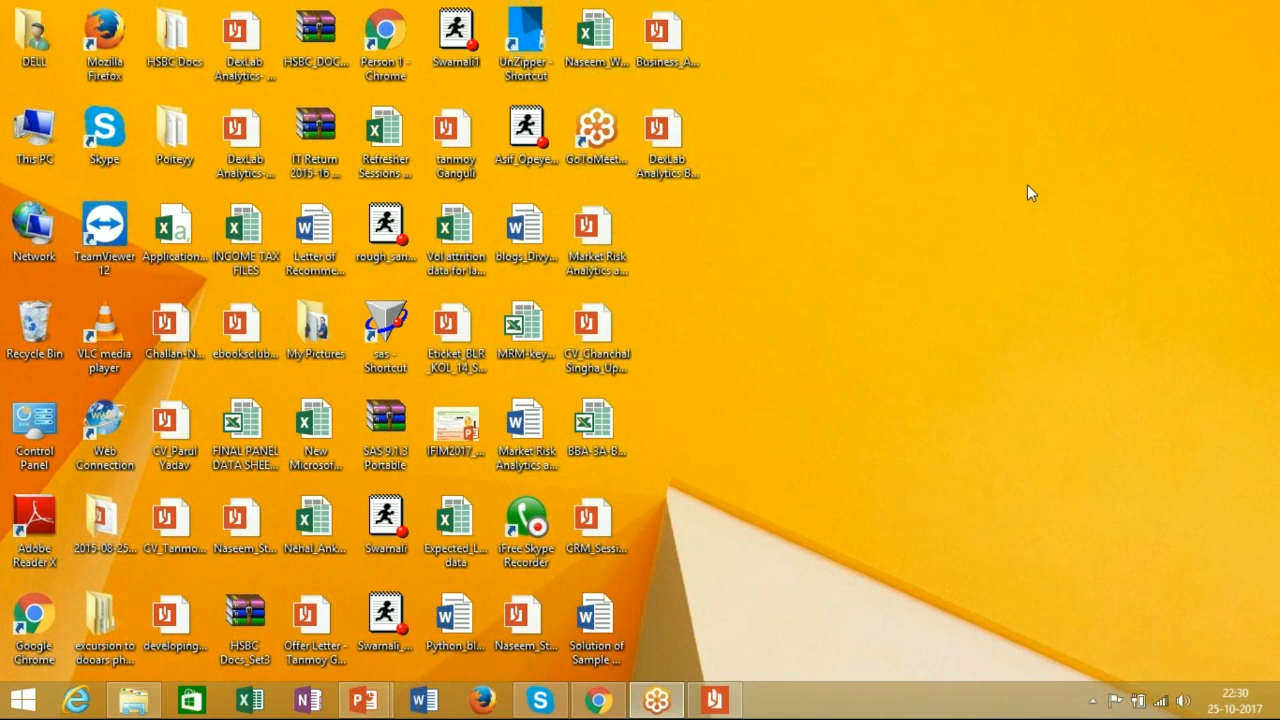 DELL
Mozilla
Firefox
HSBC Docs
DexLab
Analytics- ...
HSBC_DOC...
Person 1 -
Chrome
Swarnali1
UnZipper -
Shortcut
Naseem_W...
Business_A...
This PC
Skype
Poiteyy
DexLab
Analytics-...
IT Return
2015-16 ...
Refresher
Sessions ...
tanmoy
Ganguli
Asif_Opeye...
GoToMeet...
DexLab
Analytics B...
Network
TeamViewer
12
Application...
INCOME TAX
FILES
Letter of
Recomme...
rough_san...
Vol attrition
data for la...
blogs_Divy...
Market Risk
Analytics a...
Recycle Bin
VLC media
player
Challan-N...
ebooksclub...
My Pictures
sas -
Shortcut
Eticket_BLR
_KOL_14_S...
MRM-key...
CV_Chanchal
Singha_Up...
Control
Panel
Web
Connection
CV_Parul
Yadav
FINAL PANEL
DATA SHEE...
New
Microsof...
SAS 9.1.3
Portable
IFIM2017_...
Market Risk
Analytics a...
BBA-3A-B...
Adobe
Reader X
2015-08-25...
CV_Tanmo...
Naseem_St...
Nehal_Ank...
Swarnali
Expected_L...
data
iFree Skype
Recorder
CRM_Sessi...
Google
Chrome
excursion to
dooars ph...
developing...
HSBC
Docs_Set3
Offer Letter -
Tanmoy G...
Swarnali_...
Python_bl...
Naseem_St...
Solution of
Sample ...
22:30
25-10-2017